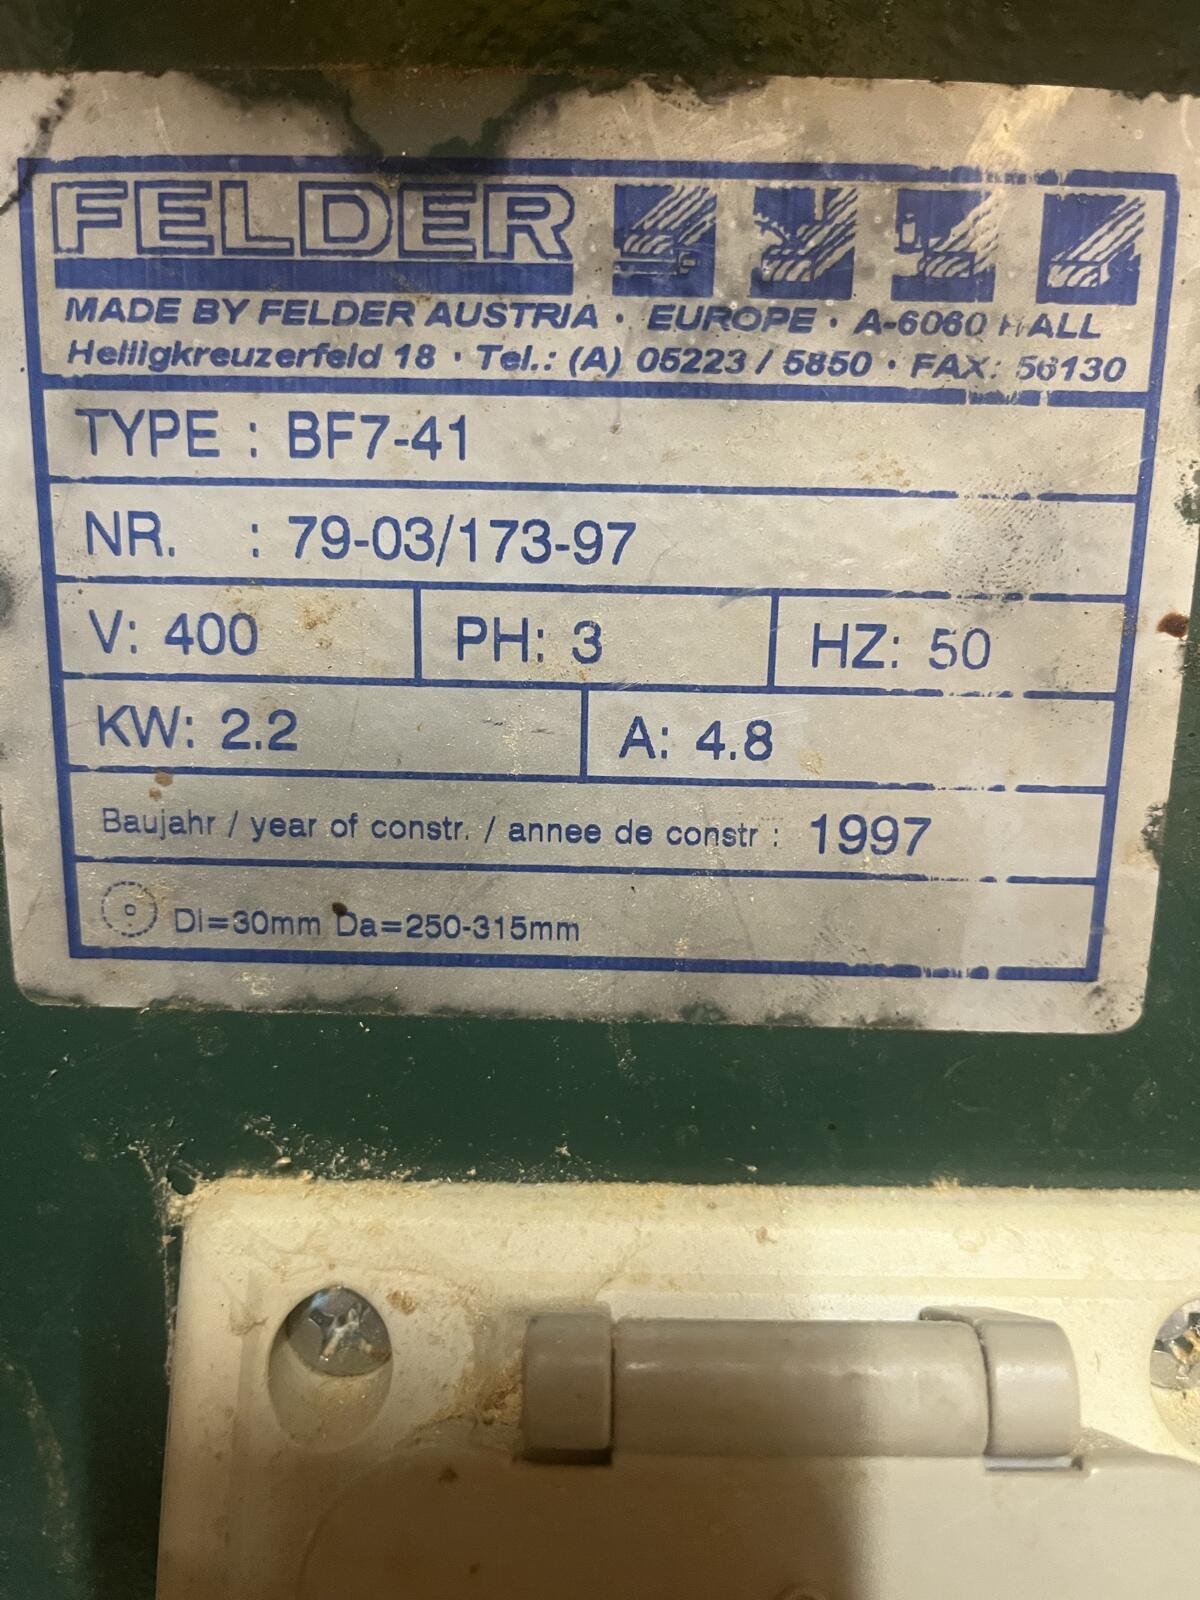 FELDER
MADE BY FELDER AUSTRIA · EUROPE · A-6060 HALL
Heiligkreuzerfeld 18 · Tel.: (A) 05223 / 5850 · FAX: 56130
TYPE : BF7-41
NR. : 79-03/173-97
V: 400 PH: 3 HZ: 50
KW: 2.2 A: 4.8
Baujahr / year of constr. / annee de constr : 1997
DI=30mm Da=250-315mm